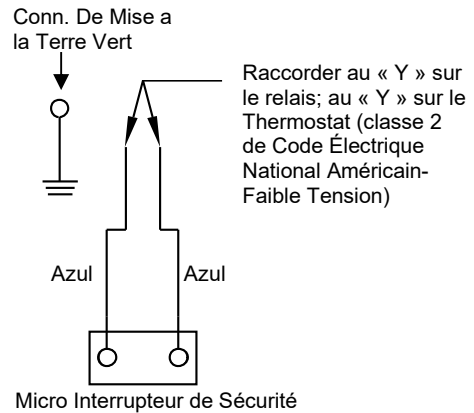 Conn. De Mise a
la Terre Vert
Raccorder au « Y » sur
le relais; au « Y » sur le
Thermostat (classe 2
de Code Électrique
National Américain-
Faible Tension)
Azul
Azul
Micro Interrupteur de Sécurité